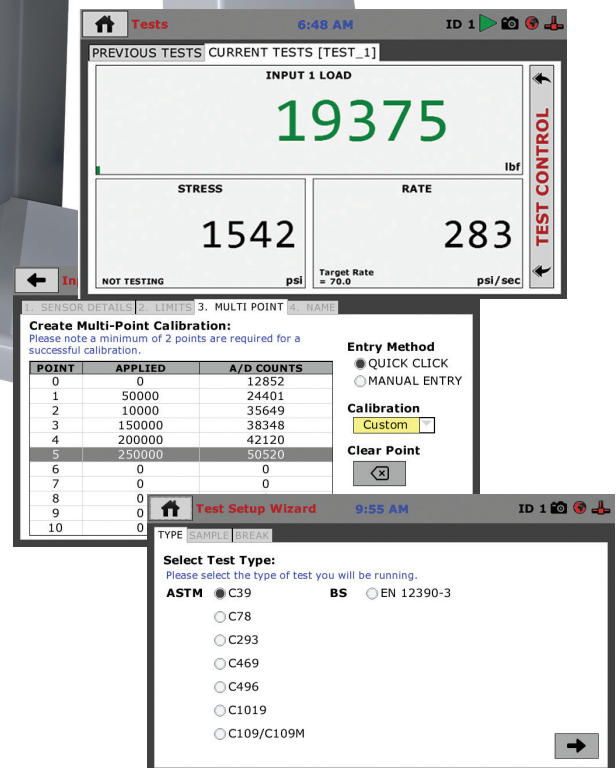 Tests 6:48 AM ID 1
PREVIOUS TESTS CURRENT TESTS [TEST_1]
INPUT 1 LOAD
19375
lbf
STRESS
1542
NOT TESTING psi
RATE
283
Target Rate
= 70.0 psi/sec
TEST CONTROL
In
1. SENSOR DETAILS 2. LIMITS 3. MULTI POINT 4. NAME
Create Multi-Point Calibration:
Please note a minimum of 2 points are required for a
successful calibration.
POINT APPLIED A/D COUNTS
0 0 12852
1 50000 24401
2 10000 35649
3 150000 38348
4 200000 42120
5 250000 50520
6 0 0
7 0 0
8 0
9 0
10 0
Entry Method
QUICK CLICK
MANUAL ENTRY
Calibration
Custom
Clear Point
Test Setup Wizard 9:55 AM ID 1
TYPE SAMPLE BREAK
Select Test Type:
Please select the type of test you will be running.
ASTM C39 BS EN 12390-3
C78
C293
C469
C496
C1019
C109/C109M